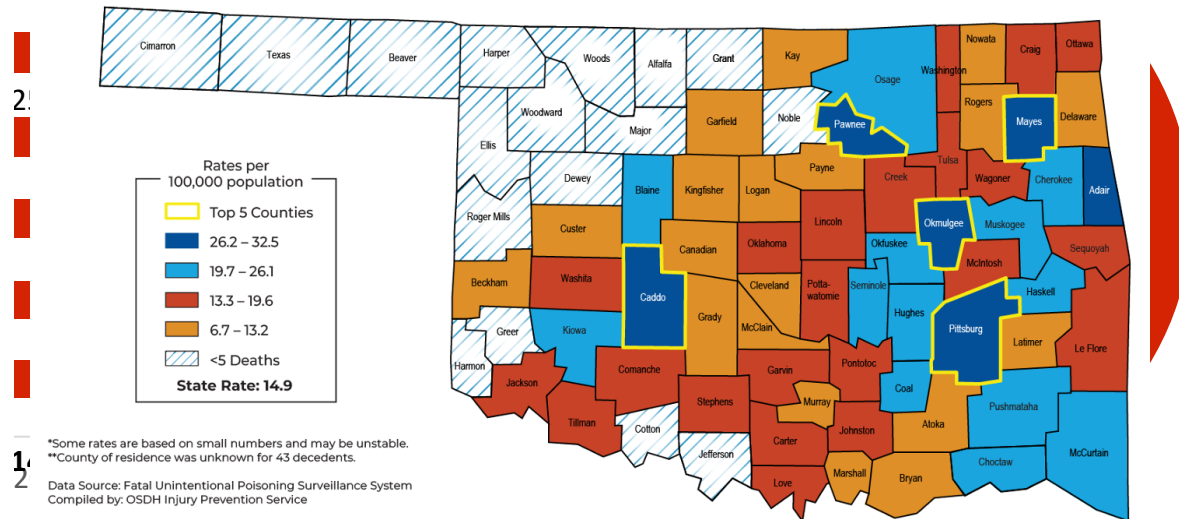 Cimarron
Texas
Beaver
Harper
Woods
Alfalfa
Grant
Kay
Osage
Washington
Nowata
Craig
Ottawa
Woodward
Ellis
Major
Garfield
Noble
Pawnee
Rogers
Mayes
Delaware
Dewey
Blaine
Kingfisher
Logan
Payne
Creek
Tulsa
Wagoner
Cherokee
Adair
Roger Mills
Custer
Canadian
Oklahoma
Lincoln
Okfuskee
Okmulgee
Muskogee
Sequoyah
McIntosh
Beckham
Washita
Caddo
Grady
Cleveland
McClain
Potta-
watomie
Seminole
Hughes
Haskell
Pittsburg
Latimer
Le Flore
Greer
Kiowa
Harmon
Jackson
Comanche
Garvin
Pontotoc
Coal
Pushmataha
Tillman
Stephens
Murray
Atoka
Cotton
Carter
Johnston
Choctaw
McCurtain
Jefferson
Love
Marshall
Bryan
Rates per
100,000 population
Top 5 Counties
26.2 – 32.5
19.7 – 26.1
13.3 – 19.6
6.7 – 13.2
<5 Deaths
State Rate: 14.9
*Some rates are based on small numbers and may be unstable.
**County of residence was unknown for 43 decedents.
Data Source: Fatal Unintentional Poisoning Surveillance System
Compiled by: OSDH Injury Prevention Service